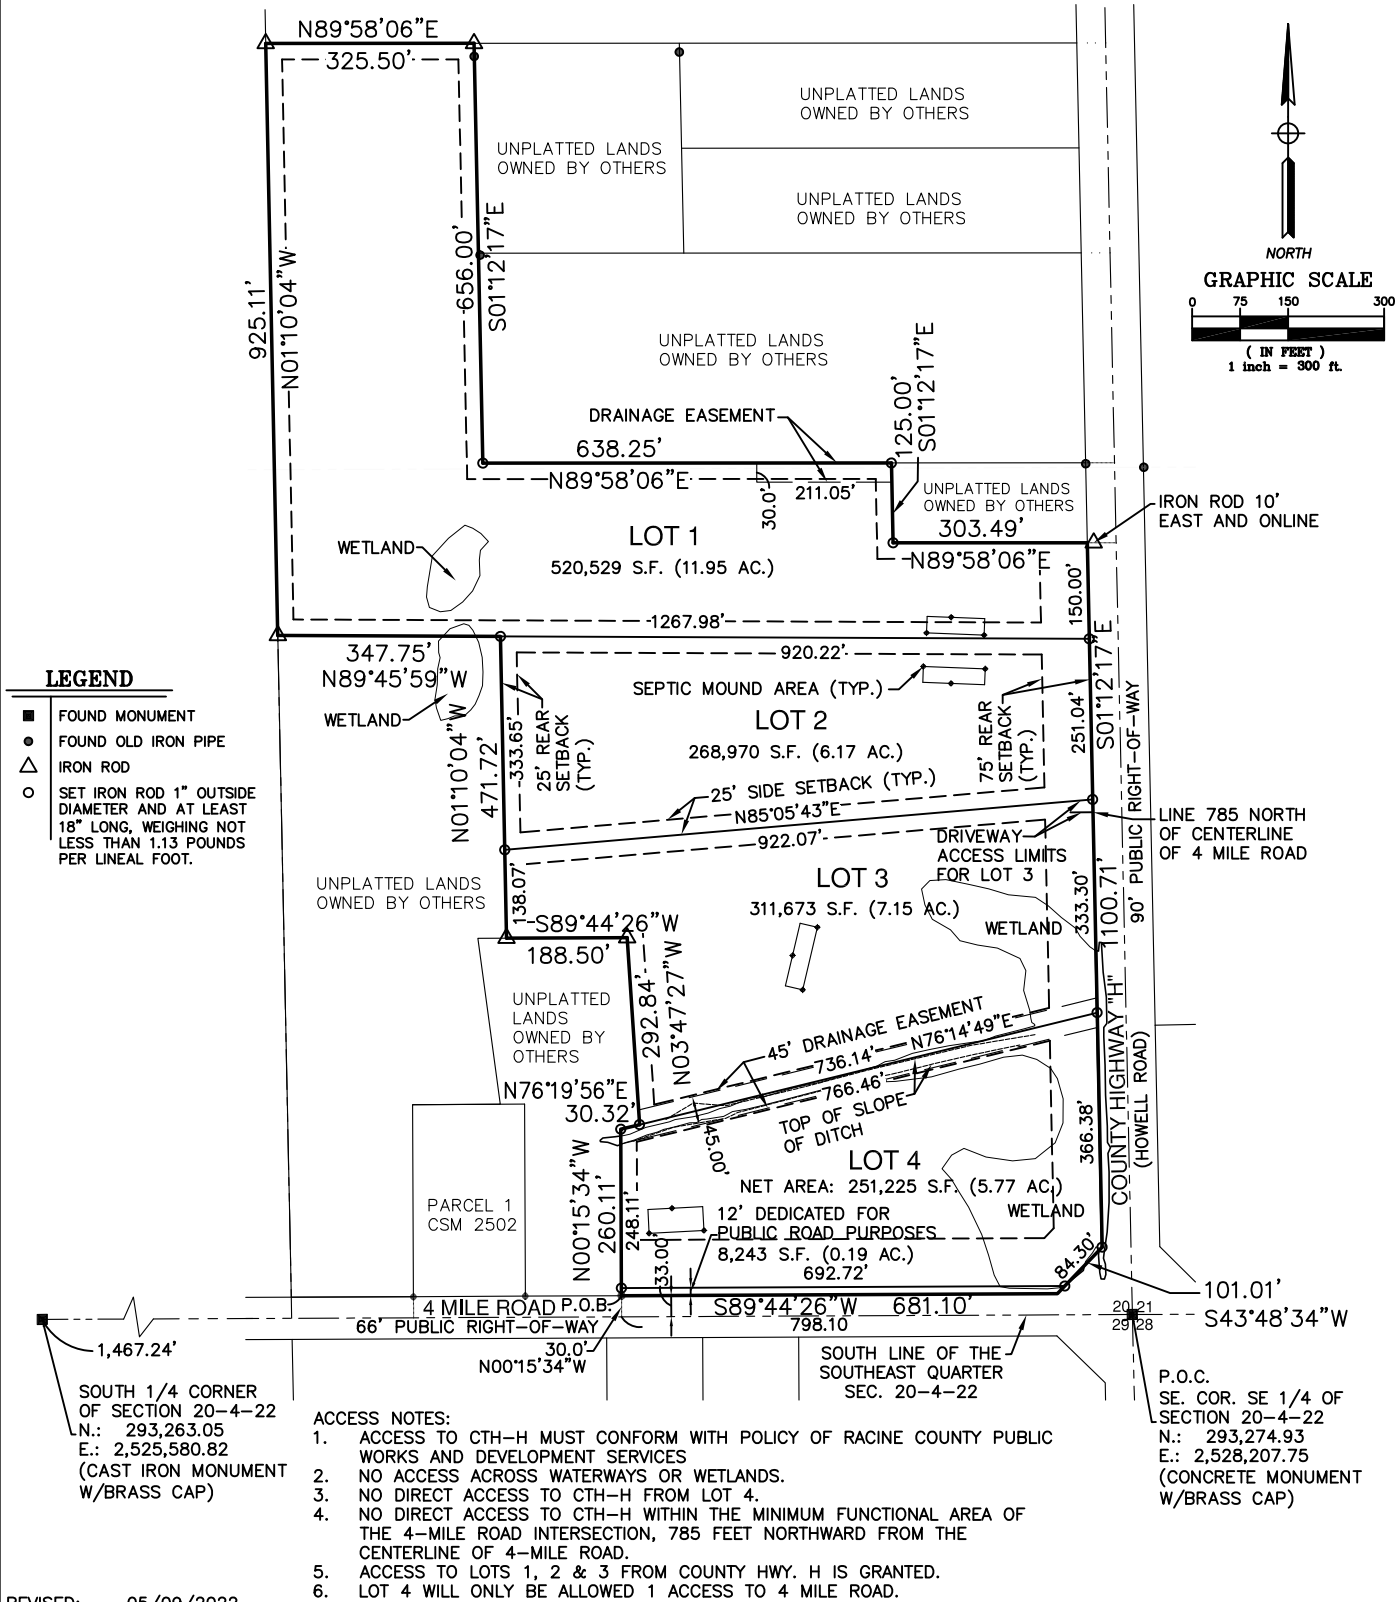 N89°58'06"E
325.50'
UNPLATTED LANDS
OWNED BY OTHERS
UNPLATTED LANDS
OWNED BY OTHERS
UNPLATTED LANDS
OWNED BY OTHERS
NORTH
GRAPHIC SCALE
0 75 150 300
( IN FEET )
1 inch = 300 ft.
925.11'
N01°10'04"W
656.00'
S01°12'17"E
UNPLATTED LANDS
OWNED BY OTHERS
125.00'
S01°12'17"E
DRAINAGE EASEMENT
638.25'
N89°58'06"E
30.0'
211.05'
UNPLATTED LANDS
OWNED BY OTHERS
303.49'
N89°58'06"E
IRON ROD 10'
EAST AND ONLINE
LOT 1
520,529 S.F. (11.95 AC.)
WETLAND
150.00'
1267.98'
347.75'
N89°45'59"W
WETLAND
920.22'
SEPTIC MOUND AREA (TYP.)
LOT 2
268,970 S.F. (6.17 AC.)
N01°10'04"W
471.72'
333.65'
25' REAR
SETBACK
(TYP.)
75' REAR
SETBACK
(TYP.)
251.04'
S01°12'17"E
90' PUBLIC RIGHT-OF-WAY
25' SIDE SETBACK (TYP.)
N85°05'43"E
922.07'
LEGEND
FOUND MONUMENT
FOUND OLD IRON PIPE
IRON ROD
SET IRON ROD 1" OUTSIDE
DIAMETER AND AT LEAST
18" LONG, WEIGHING NOT
LESS THAN 1.13 POUNDS
PER LINEAL FOOT.
DRIVEWAY
ACCESS LIMITS
FOR LOT 3
LINE 785 NORTH
OF CENTERLINE
OF 4 MILE ROAD
UNPLATTED LANDS
OWNED BY OTHERS
138.07'
LOT 3
311,673 S.F. (7.15 AC.)
WETLAND
333.30'
1100.71'
S89°44'26"W
188.50'
292.84'
N03°47'27"W
UNPLATTED
LANDS
OWNED BY
OTHERS
45' DRAINAGE EASEMENT
736.14'
N76°14'49"E
766.46'
TOP OF SLOPE
OF DITCH
45.00'
N76°19'56"E
30.32'
COUNTY HIGHWAY "H"
(HOWELL ROAD)
366.38'
LOT 4
NET AREA: 251,225 S.F. (5.77 AC.)
WETLAND
N00°15'34"W
260.11'
248.11'
33.00'
PARCEL 1
CSM 2502
12' DEDICATED FOR
PUBLIC ROAD PURPOSES
8,243 S.F. (0.19 AC.)
692.72'
84.30'
101.01'
S43°48'34"W
4 MILE ROAD
P.O.B.
S89°44'26"W 681.10'
20 21
29 28
66' PUBLIC RIGHT-OF-WAY
798.10
30.0'
N00°15'34"W
1,467.24'
SOUTH LINE OF THE
SOUTHEAST QUARTER
SEC. 20-4-22
SOUTH 1/4 CORNER
OF SECTION 20-4-22
N.: 293,263.05
E.: 2,525,580.82
(CAST IRON MONUMENT
W/BRASS CAP)
P.O.C.
SE. COR. SE 1/4 OF
SECTION 20-4-22
N.: 293,274.93
E.: 2,528,207.75
(CONCRETE MONUMENT
W/BRASS CAP)
ACCESS NOTES:
1. ACCESS TO CTH-H MUST CONFORM WITH POLICY OF RACINE COUNTY PUBLIC
WORKS AND DEVELOPMENT SERVICES
2. NO ACCESS ACROSS WATERWAYS OR WETLANDS.
3. NO DIRECT ACCESS TO CTH-H FROM LOT 4.
4. NO DIRECT ACCESS TO CTH-H WITHIN THE MINIMUM FUNCTIONAL AREA OF
THE 4-MILE ROAD INTERSECTION, 785 FEET NORTHWARD FROM THE
CENTERLINE OF 4-MILE ROAD.
5. ACCESS TO LOTS 1, 2 & 3 FROM COUNTY HWY. H IS GRANTED.
6. LOT 4 WILL ONLY BE ALLOWED 1 ACCESS TO 4 MILE ROAD.